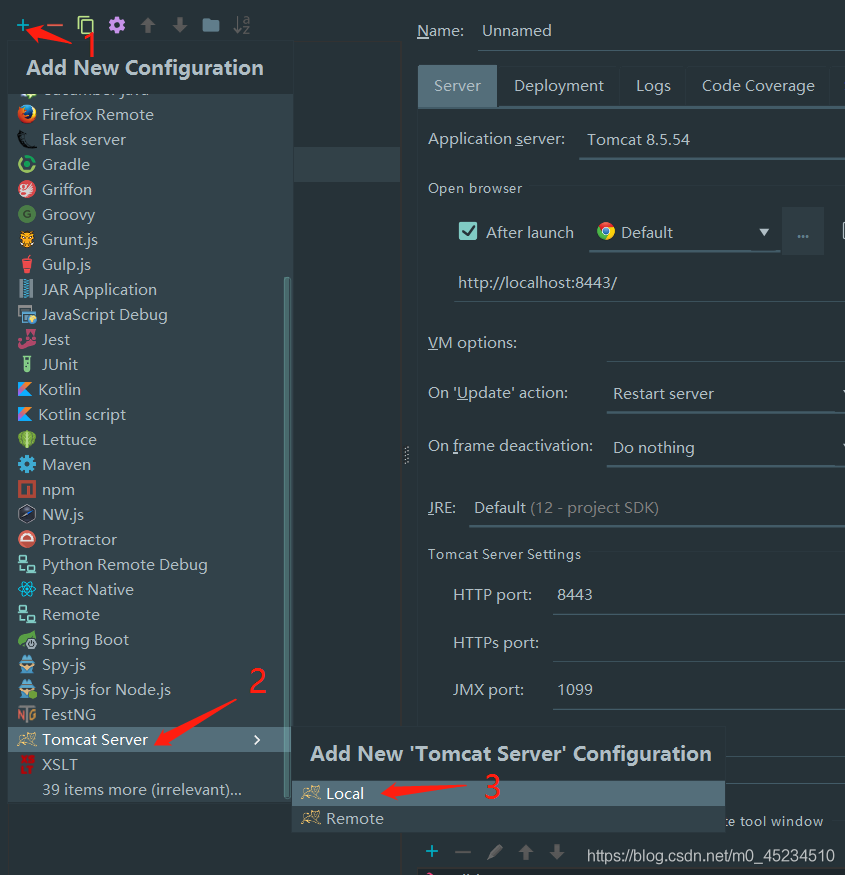 1
Add New Configuration
Firefox Remote
Flask server
Gradle
Griffon
Groovy
Grunt.js
Gulp.js
JAR Application
JavaScript Debug
Jest
JUnit
Kotlin
Kotlin script
Lettuce
Maven
npm
NW.js
Protractor
Python Remote Debug
React Native
Remote
Spring Boot
Spy-js
Spy-js for Node.js
2
TestNG
Tomcat Server
XSLT
39 items more (irrelevant)...
Add New 'Tomcat Server' Configuration
3
Local
Remote
Name: Unnamed
Server Deployment Logs Code Coverage
Application server: Tomcat 8.5.54
Open browser
After launch Default ...
http://localhost:8443/
VM options:
On 'Update' action: Restart server
On frame deactivation: Do nothing
JRE: Default (12 - project SDK)
Tomcat Server Settings
HTTP port: 8443
HTTPs port:
JMX port: 1099
tool window
https://blog.csdn.net/m0_45234510